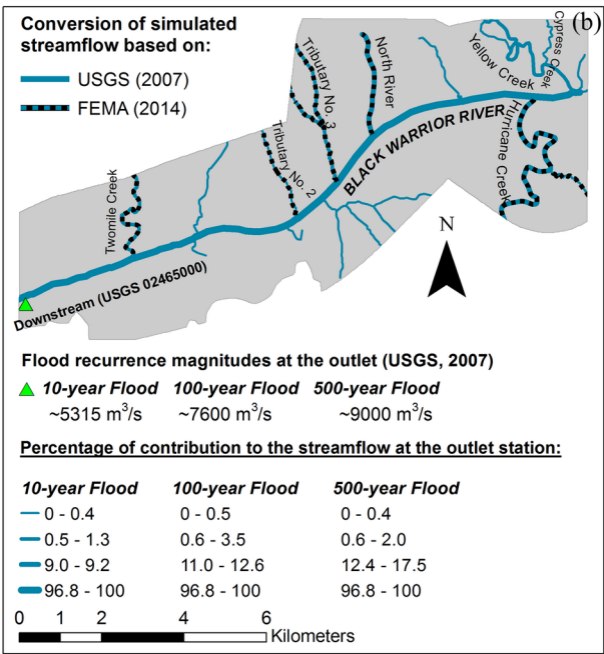 (b)
Conversion of simulated
streamflow based on:
USGS (2007)
FEMA (2014)
Tributary No. 3
North River
Yellow Creek
Cypress Ceek
Hurricane Creek
BLACK WARRIOR RIVER
Tributary No. 2
Twomile Creek
N
Downstream (USGS 02465000)
Flood recurrence magnitudes at the outlet (USGS, 2007)
10-year Flood 100-year Flood 500-year Flood
~5315 m³/s ~7600 m³/s ~9000 m³/s
Percentage of contribution to the streamflow at the outlet station:
10-year Flood 100-year Flood 500-year Flood
0 - 0.4 0 - 0.5 0 - 0.4
0.5 - 1.3 0.6 - 3.5 0.6 - 2.0
9.0 - 9.2 11.0 - 12.6 12.4 - 17.5
96.8 - 100 96.8 - 100 96.8 - 100
0 1 2 4 6
Kilometers